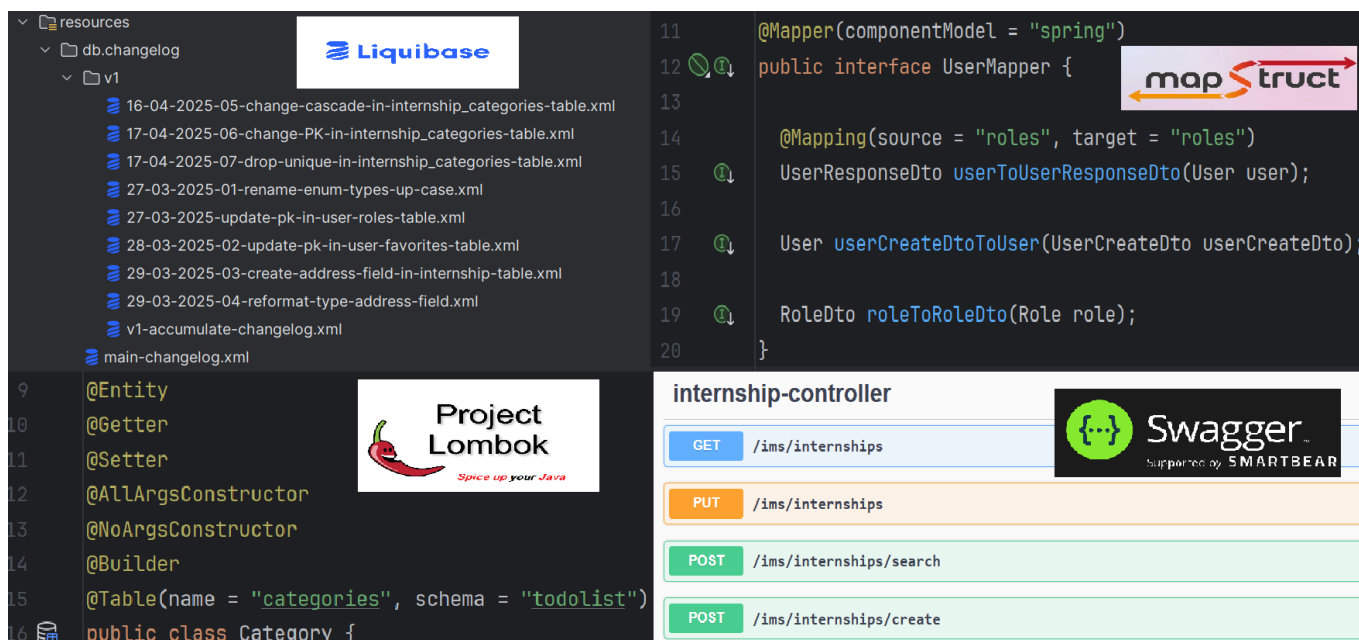 resources
db.changelog
v1
16-04-2025-05-change-cascade-in-internship_categories-table.xml
17-04-2025-06-change-PK-in-internship_categories-table.xml
17-04-2025-07-drop-unique-in-internship_categories-table.xml
27-03-2025-01-rename-enum-types-up-case.xml
27-03-2025-update-pk-in-user-roles-table.xml
28-03-2025-02-update-pk-in-user-favorites-table.xml
29-03-2025-03-create-address-field-in-internship-table.xml
29-03-2025-04-reformat-type-address-field.xml
v1-accumulate-changelog.xml
main-changelog.xml
Liquibase
11 @Mapper(componentModel = "spring")
12 public interface UserMapper {
13
14 @Mapping(source = "roles", target = "roles")
15 UserResponseDto userToUserResponseDto(User user);
16
17 User userCreateDtoToUser(UserCreateDto userCreateDto);
18
19 RoleDto roleToRoleDto(Role role);
20 }
mapStruct
9 @Entity
10 @Getter
11 @Setter
12 @AllArgsConstructor
13 @NoArgsConstructor
14 @Builder
15 @Table(name = "categories", schema = "todolist")
16 public class Category {
Project
Lombok
Spice up your Java
internship-controller
GET /ims/internships
PUT /ims/internships
POST /ims/internships/search
POST /ims/internships/create
{...} Swagger
Supported by SMARTBEAR